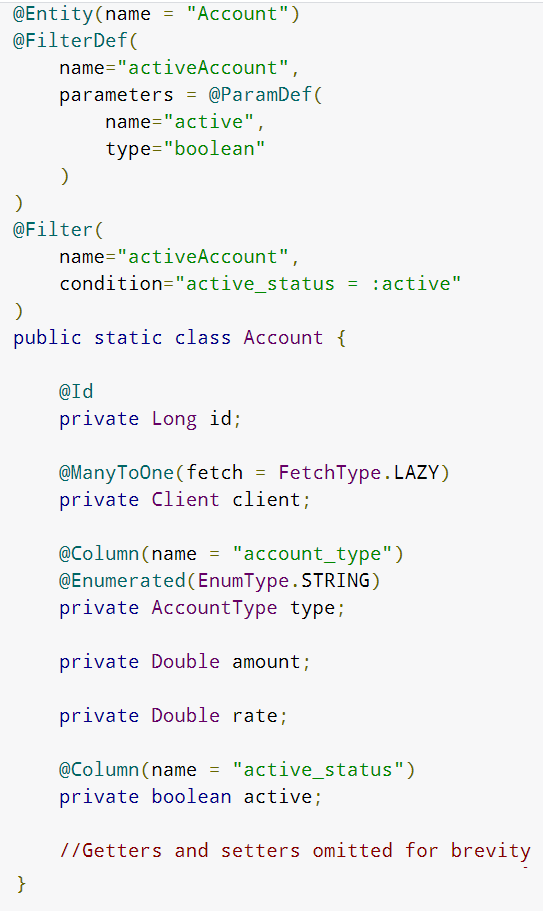 @Entity(name = "Account")
@FilterDef(
    name="activeAccount",
    parameters = @ParamDef(
        name="active",
        type="boolean"
    )
)
@Filter(
    name="activeAccount",
    condition="active_status = :active"
)
public static class Account {

    @Id
    private Long id;

    @ManyToOne(fetch = FetchType.LAZY)
    private Client client;

    @Column(name = "account_type")
    @Enumerated(EnumType.STRING)
    private AccountType type;

    private Double amount;

    private Double rate;

    @Column(name = "active_status")
    private boolean active;

    //Getters and setters omitted for brevity
}